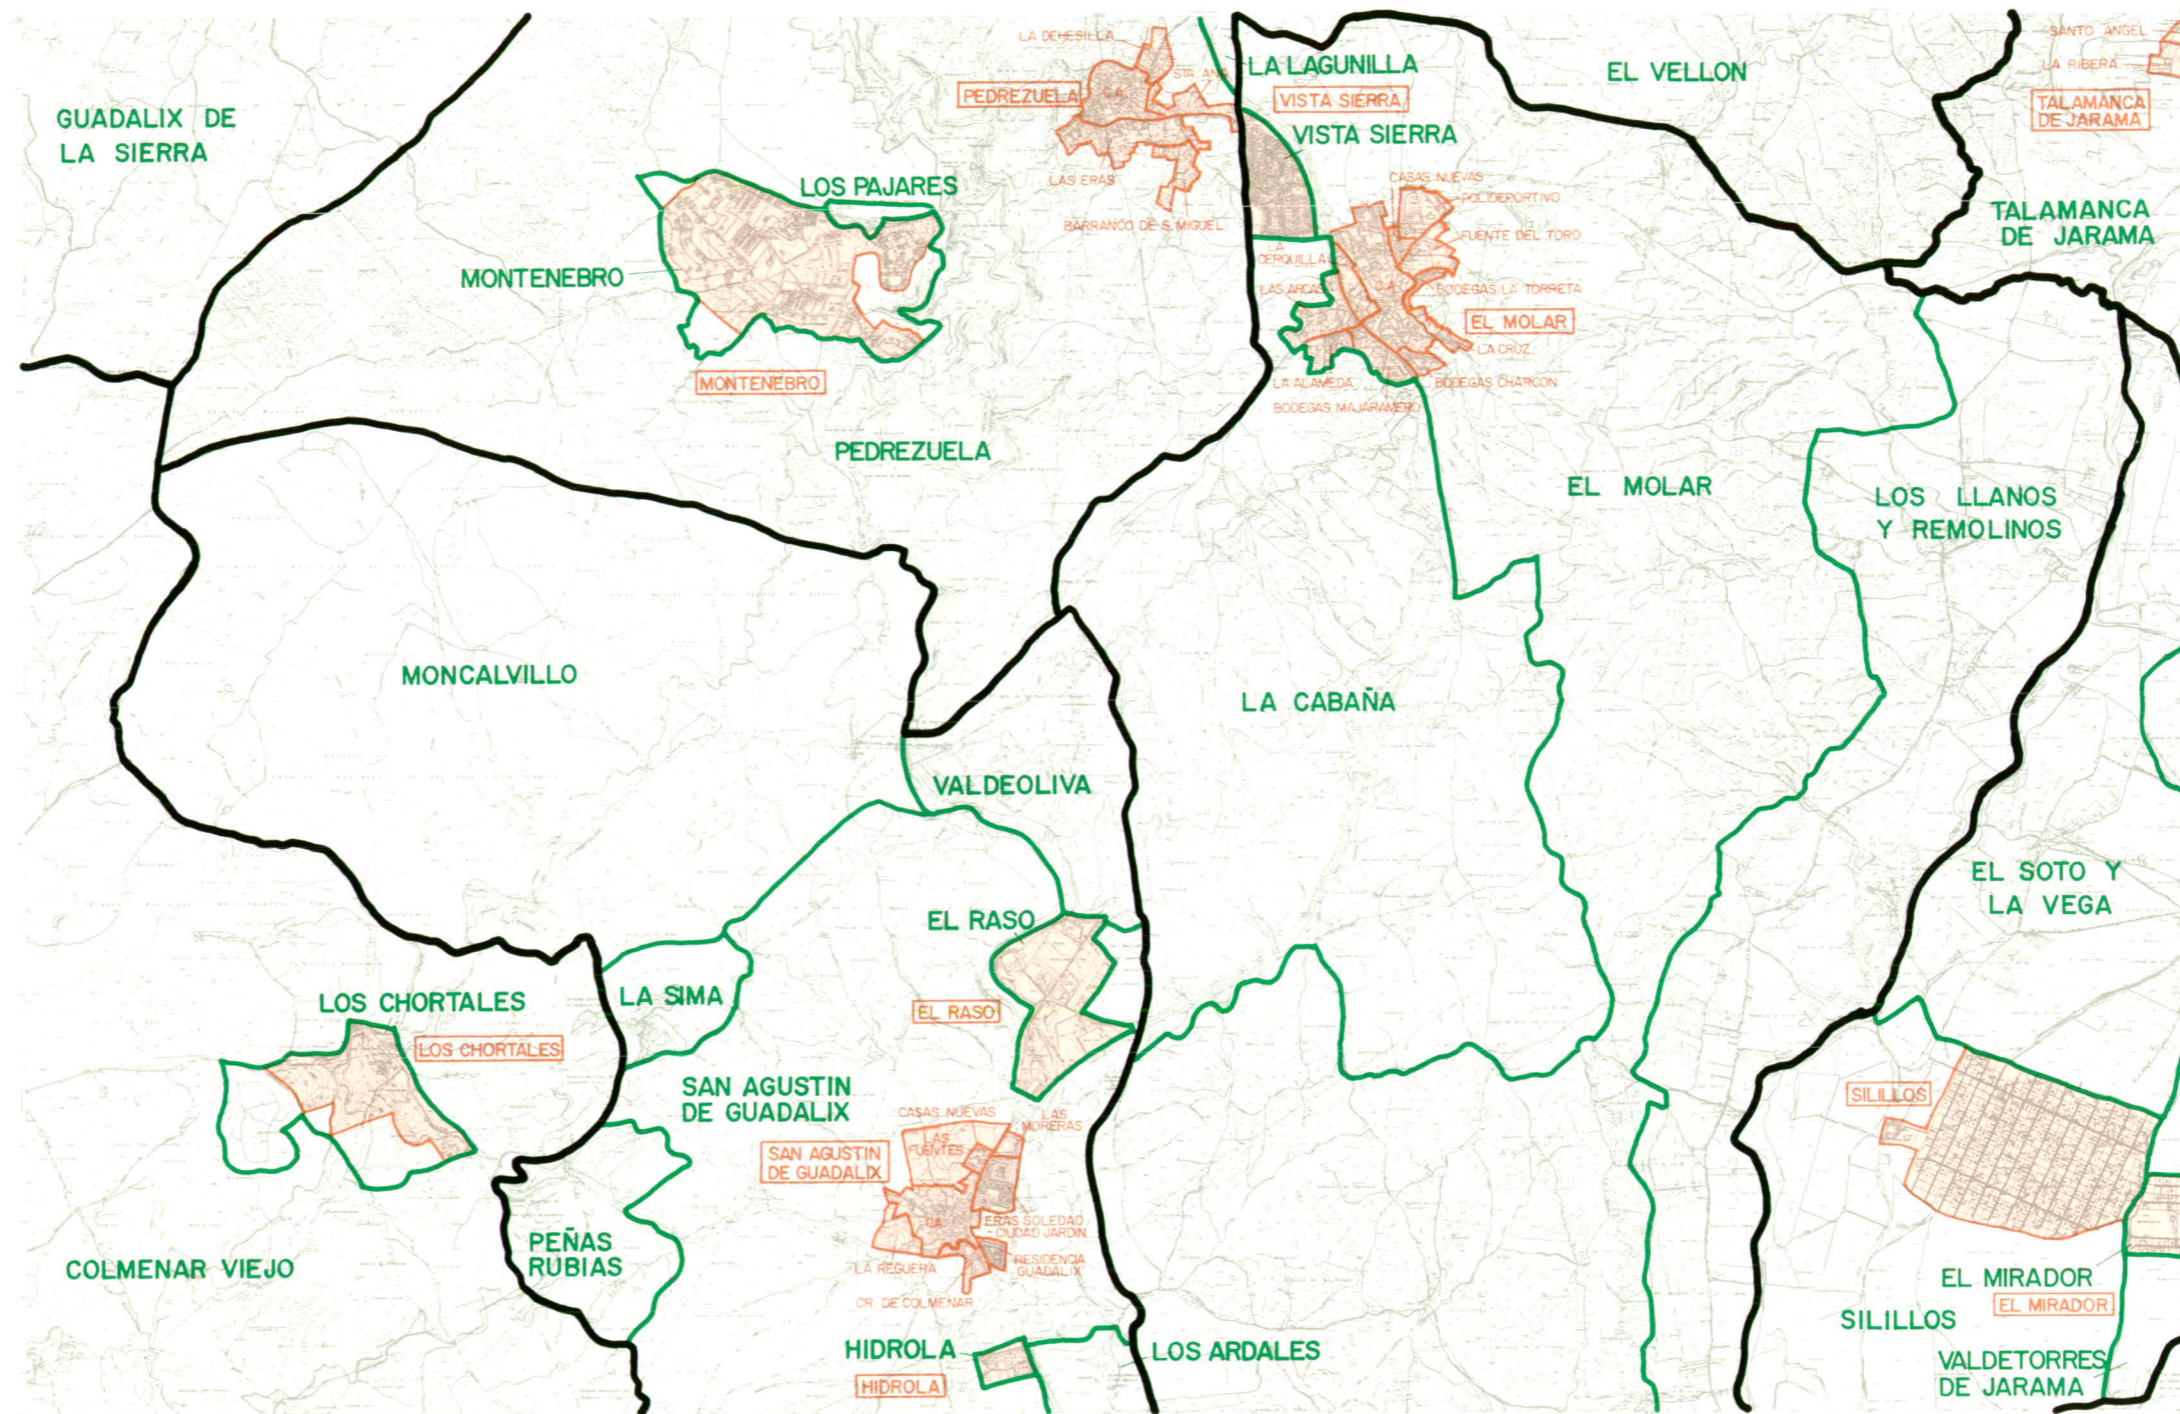 GUADALIX DE
LA SIERRA
LA DEHESILLA
STA. ANA
PEDREZUELA
C.A.
LAS ERAS
BARRANCO DE S. MIGUEL
LA LAGUNILLA
VISTA SIERRA
VISTA SIERRA
EL VELLON
SANTO ANGEL
LA RIBERA
TALAMANCA
DE JARAMA
TALAMANCA
DE JARAMA
LOS PAJARES
MONTENEBRO
MONTENEBRO
CASAS NUEVAS
POLIDEPORTIVO
FUENTE DEL TORO
LA
CERQUILLA
LAS ARCAS
C.A.
BODEGAS LA TORRETA
EL MOLAR
LA CRUZ
LA ALAMEDA
BODEGAS CHARCON
BODEGAS MAJARAMERO
PEDREZUELA
EL MOLAR
LOS LLANOS
Y REMOLINOS
MONCALVILLO
LA CABAÑA
VALDEOLIVA
EL SOTO Y
LA VEGA
EL RASO
EL RASO
LOS CHORTALES
LOS CHORTALES
LA SIMA
SAN AGUSTIN
DE GUADALIX
SILILLOS
CASAS NUEVAS
LAS
MORERAS
LAS
FUENTES
SAN AGUSTIN
DE GUADALIX
C.A.
ERAS SOLEDAD
- CIUDAD JARDIN
RESIDENCIA
GUADALIX
LA REGUERA
CR. DE COLMENAR
PEÑAS
RUBIAS
COLMENAR VIEJO
EL MIRADOR
EL MIRADOR
SILILLOS
HIDROLA
HIDROLA
LOS ARDALES
VALDETORRES
DE JARAMA